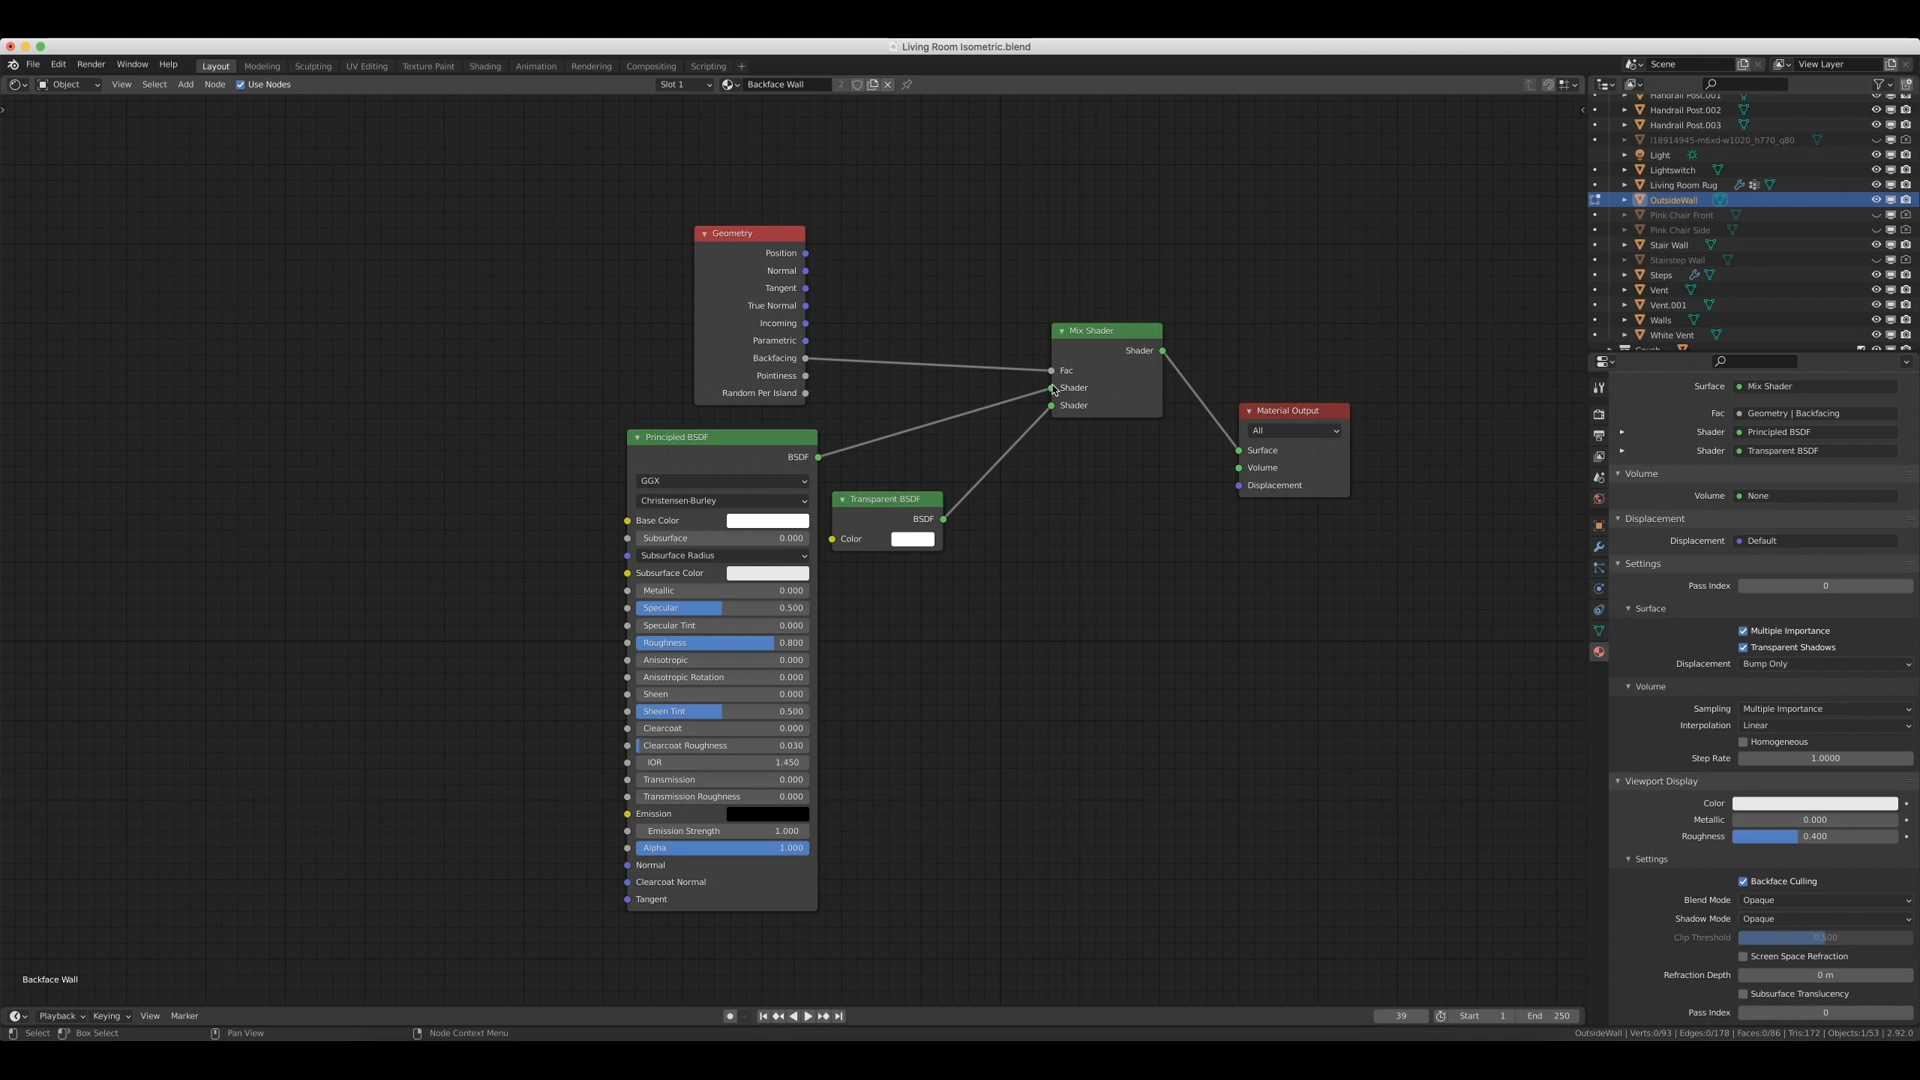 Living Room Isometric.blend
File Edit Render Window Help Layout Modeling Sculpting UV Editing Texture Paint Shading Animation Rendering Compositing Scripting + Scene View Layer
Object View Select Add Node Use Nodes Slot 1 Backface Wall 2
Handrail Post.001
Handrail Post.002
Handrail Post.003
l18914945-m6xd-w1020_h770_q80
Light
Lightswitch
Living Room Rug
OutsideWall
Pink Chair Front
Pink Chair Side
Stair Wall
Stairstep Wall
Steps
Vent
Vent.001
Walls
White Vent
Geometry
Position
Normal
Tangent
True Normal
Incoming
Parametric
Backfacing
Pointiness
Random Per Island
Mix Shader
Shader
Fac
Shader
Shader
Material Output
All
Surface
Volume
Displacement
Principled BSDF
BSDF
GGX
Christensen-Burley
Base Color
Subsurface 0.000
Subsurface Radius
Subsurface Color
Metallic 0.000
Specular 0.500
Specular Tint 0.000
Roughness 0.800
Anisotropic 0.000
Anisotropic Rotation 0.000
Sheen 0.000
Sheen Tint 0.500
Clearcoat 0.000
Clearcoat Roughness 0.030
IOR 1.450
Transmission 0.000
Transmission Roughness 0.000
Emission
Emission Strength 1.000
Alpha 1.000
Normal
Clearcoat Normal
Tangent
Transparent BSDF
BSDF
Color
Surface Mix Shader
Fac Geometry | Backfacing
Shader Principled BSDF
Shader Transparent BSDF
Volume
Volume None
Displacement
Displacement Default
Settings
Pass Index 0
Surface
Multiple Importance
Transparent Shadows
Displacement Bump Only
Volume
Sampling Multiple Importance
Interpolation Linear
Homogeneous
Step Rate 1.0000
Viewport Display
Color
Metallic 0.000
Roughness 0.400
Settings
Backface Culling
Blend Mode Opaque
Shadow Mode Opaque
Clip Threshold 0.500
Screen Space Refraction
Refraction Depth 0 m
Subsurface Translucency
Pass Index 0
Backface Wall
Playback Keying View Marker 39 Start 1 End 250
Select Box Select Pan View Node Context Menu OutsideWall | Verts:0/93 | Edges:0/178 | Faces:0/86 | Tris:172 | Objects:1/53 | 2.92.0